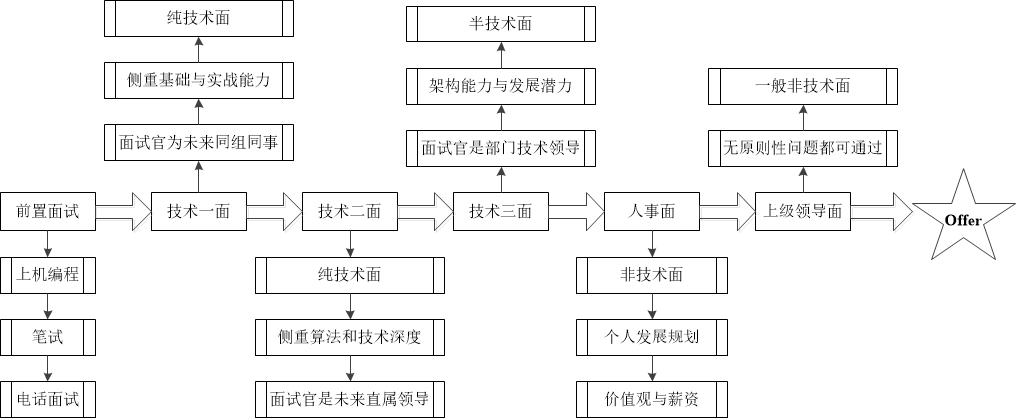 纯技术面
半技术面
侧重基础与实战能力
架构能力与发展潜力
一般非技术面
面试官为未来同组同事
面试官是部门技术领导
无原则性问题都可通过
前置面试
技术一面
技术二面
技术三面
人事面
上级领导面
Offer
上机编程
纯技术面
非技术面
笔试
侧重算法和技术深度
个人发展规划
电话面试
面试官是未来直属领导
价值观与薪资